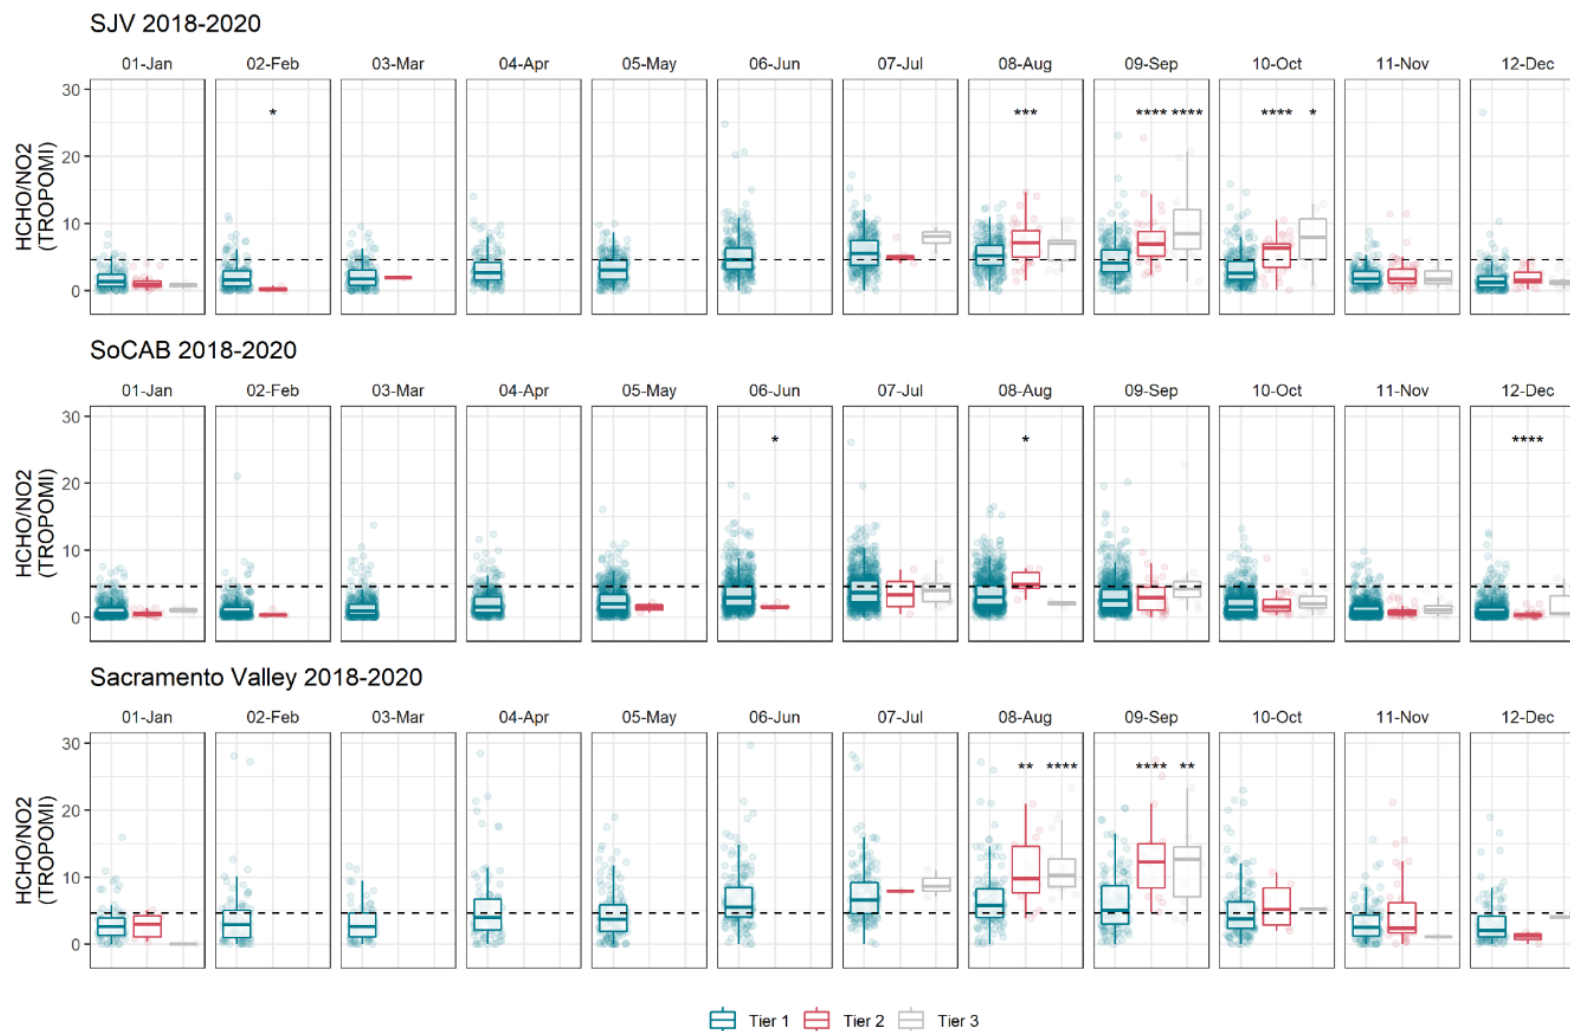 SJV 2018-2020
01-Jan 02-Feb 03-Mar 04-Apr 05-May 06-Jun 07-Jul 08-Aug 09-Sep 10-Oct 11-Nov 12-Dec
* *** **** **** **** *
30
20
10
0
HCHO/NO2
(TROPOMI)
SoCAB 2018-2020
01-Jan 02-Feb 03-Mar 04-Apr 05-May 06-Jun 07-Jul 08-Aug 09-Sep 10-Oct 11-Nov 12-Dec
* * ****
30
20
10
0
HCHO/NO2
(TROPOMI)
Sacramento Valley 2018-2020
01-Jan 02-Feb 03-Mar 04-Apr 05-May 06-Jun 07-Jul 08-Aug 09-Sep 10-Oct 11-Nov 12-Dec
** **** **** **
30
20
10
0
HCHO/NO2
(TROPOMI)
Tier 1 Tier 2 Tier 3